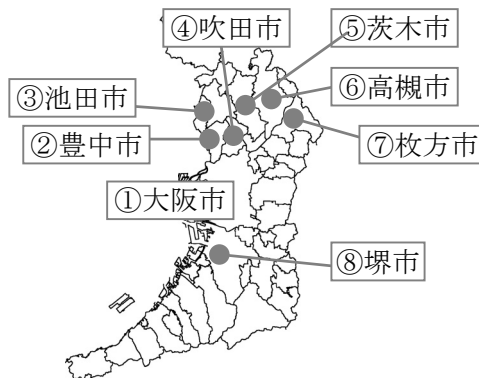 ④吹田市
⑤茨木市
③池田市
⑥高槻市
②豊中市
⑦枚方市
①大阪市
⑧堺市